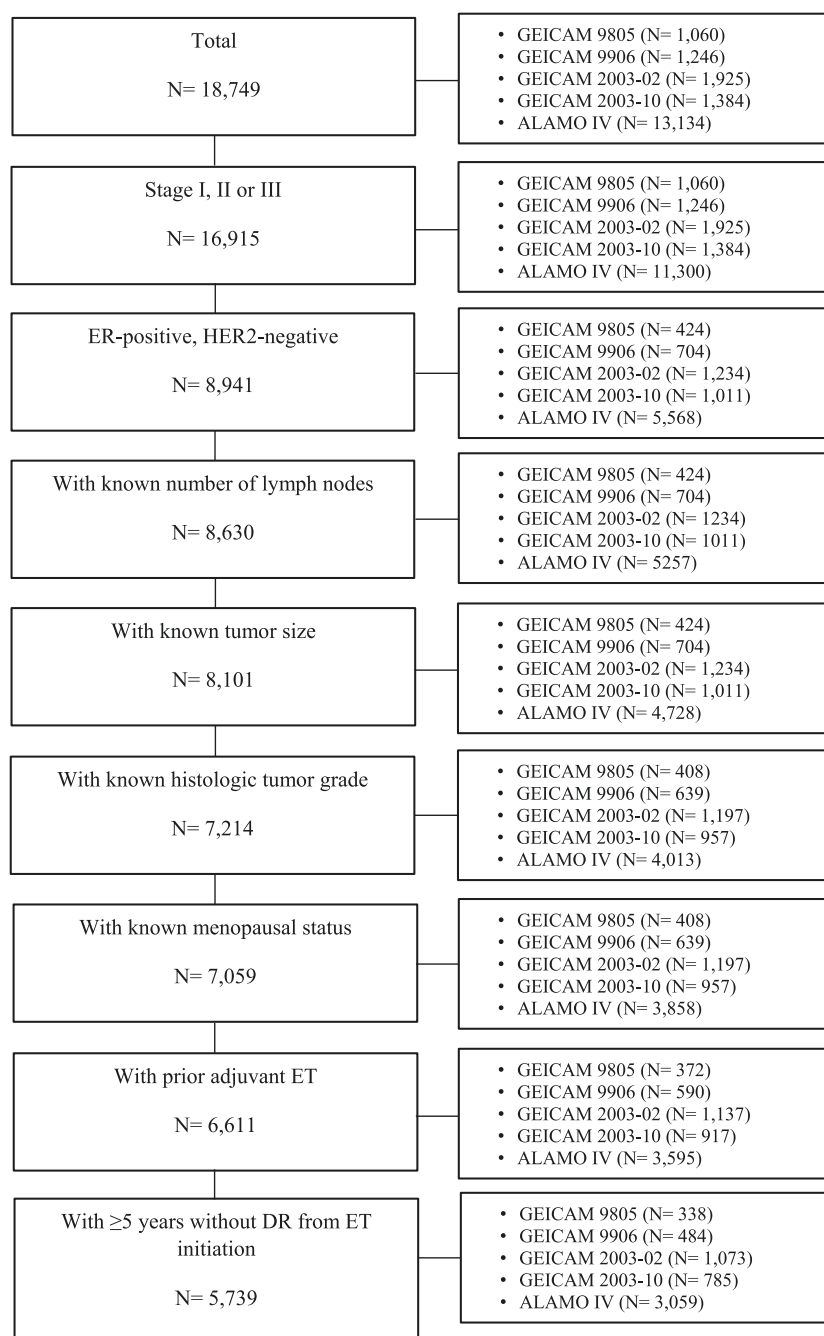 Total
N= 18,749
• GEICAM 9805 (N= 1,060)
• GEICAM 9906 (N= 1,246)
• GEICAM 2003-02 (N= 1,925)
• GEICAM 2003-10 (N= 1,384)
• ALAMO IV (N= 13,134)
Stage I, II or III
N= 16,915
• GEICAM 9805 (N= 1,060)
• GEICAM 9906 (N= 1,246)
• GEICAM 2003-02 (N= 1,925)
• GEICAM 2003-10 (N= 1,384)
• ALAMO IV (N= 11,300)
ER-positive, HER2-negative
N= 8,941
• GEICAM 9805 (N= 424)
• GEICAM 9906 (N= 704)
• GEICAM 2003-02 (N= 1,234)
• GEICAM 2003-10 (N= 1,011)
• ALAMO IV (N= 5,568)
With known number of lymph nodes
N= 8,630
• GEICAM 9805 (N= 424)
• GEICAM 9906 (N= 704)
• GEICAM 2003-02 (N= 1234)
• GEICAM 2003-10 (N= 1011)
• ALAMO IV (N= 5257)
With known tumor size
N= 8,101
• GEICAM 9805 (N= 424)
• GEICAM 9906 (N= 704)
• GEICAM 2003-02 (N= 1,234)
• GEICAM 2003-10 (N= 1,011)
• ALAMO IV (N= 4,728)
With known histologic tumor grade
N= 7,214
• GEICAM 9805 (N= 408)
• GEICAM 9906 (N= 639)
• GEICAM 2003-02 (N= 1,197)
• GEICAM 2003-10 (N= 957)
• ALAMO IV (N= 4,013)
With known menopausal status
N= 7,059
• GEICAM 9805 (N= 408)
• GEICAM 9906 (N= 639)
• GEICAM 2003-02 (N= 1,197)
• GEICAM 2003-10 (N= 957)
• ALAMO IV (N= 3,858)
With prior adjuvant ET
N= 6,611
• GEICAM 9805 (N= 372)
• GEICAM 9906 (N= 590)
• GEICAM 2003-02 (N= 1,137)
• GEICAM 2003-10 (N= 917)
• ALAMO IV (N= 3,595)
With ≥5 years without DR from ET
initiation
N= 5,739
• GEICAM 9805 (N= 338)
• GEICAM 9906 (N= 484)
• GEICAM 2003-02 (N= 1,073)
• GEICAM 2003-10 (N= 785)
• ALAMO IV (N= 3,059)